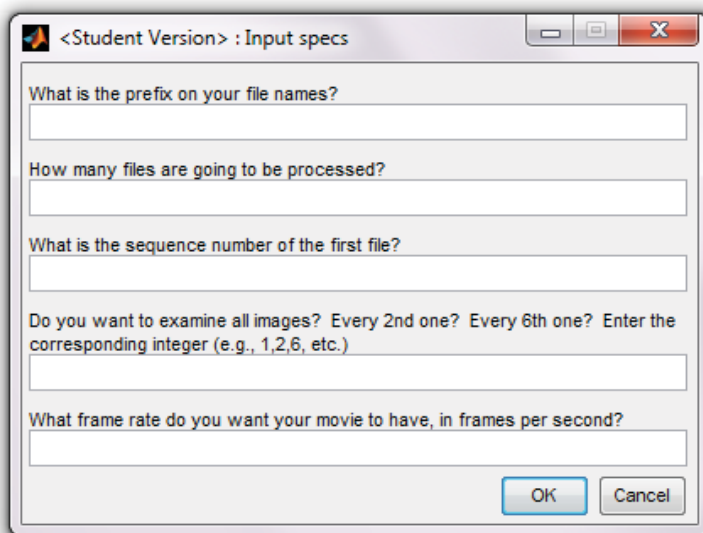 <Student Version> : Input specs
What is the prefix on your file names?
How many files are going to be processed?
What is the sequence number of the first file?
Do you want to examine all images?  Every 2nd one?  Every 6th one?  Enter the
corresponding integer (e.g., 1,2,6, etc.)
What frame rate do you want your movie to have, in frames per second?
OK Cancel